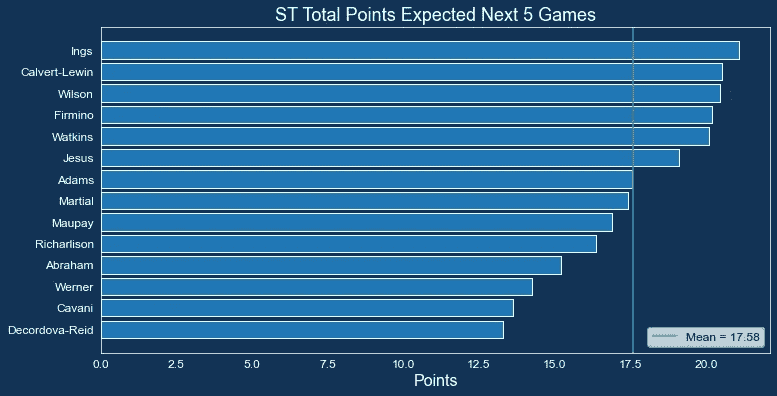 ST Total Points Expected Next 5 Games
Ings
Calvert-Lewin
Wilson
Firmino
Watkins
Jesus
Adams
Martial
Maupay
Richarlison
Abraham
Werner
Cavani
Decordova-Reid
Mean = 17:58
0.0 2.5 5.0 7.5 10.0 12.5 15.0 17.5 20.0
Points